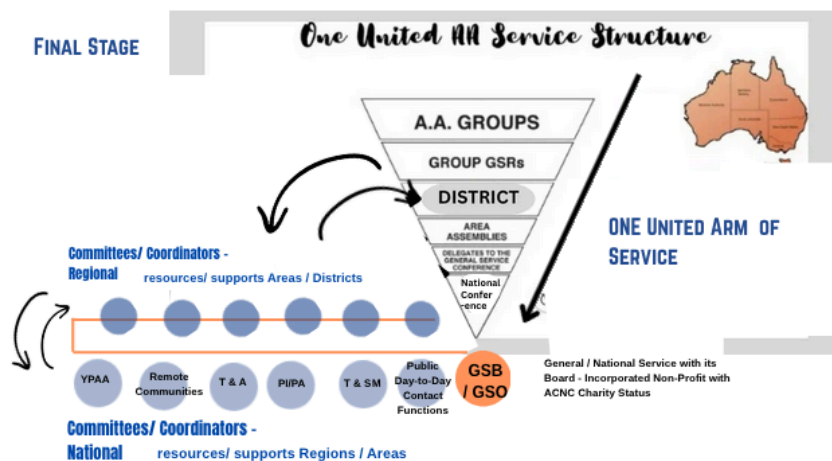 FINAL STAGE
One United AA Service Structure
A.A. GROUPS
GROUP GSRs
DISTRICT
AREA
ASSEMBLIES
DELEGATES TO THE
GENERAL SERVICE
CONFERENCE
National
Confer
-ence
ONE UNITED ARM OF
SERVICE
Committees/ Coordinators -
Regional
resources/ supports Areas / Districts
YPAA
Remote
Communities
T & A
PI/PA
T & SM
Public
Day-to-Day
Contact
Functions
GSB
/ GSO
General / National Service with its
Board - Incorporated Non-Profit with
ACNC Charity Status
Committees/ Coordinators -
National
resources/ supports Regions / Areas